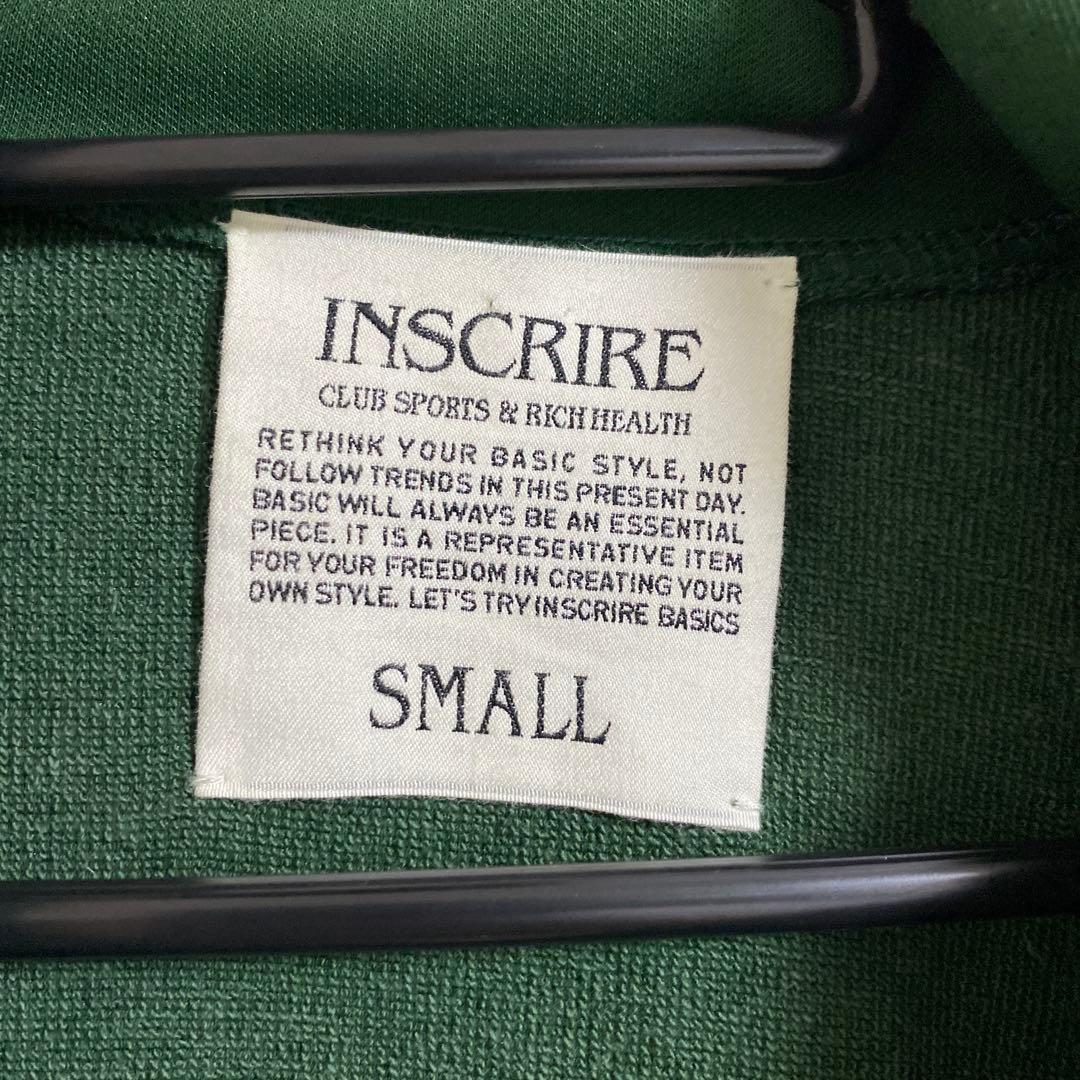 INSCRIRE
CLUB SPORTS & RICH HEALTH
RETHINK YOUR BASIC STYLE, NOT
FOLLOW TRENDS IN THIS PRESENT DAY.
BASIC WILL ALWAYS BE AN ESSENTIAL
PIECE. IT IS A REPRESENTATIVE ITEM
FOR YOUR FREEDOM IN CREATING YOUR
OWN STYLE. LET'S TRY INSCRIRE BASICS
SMALL